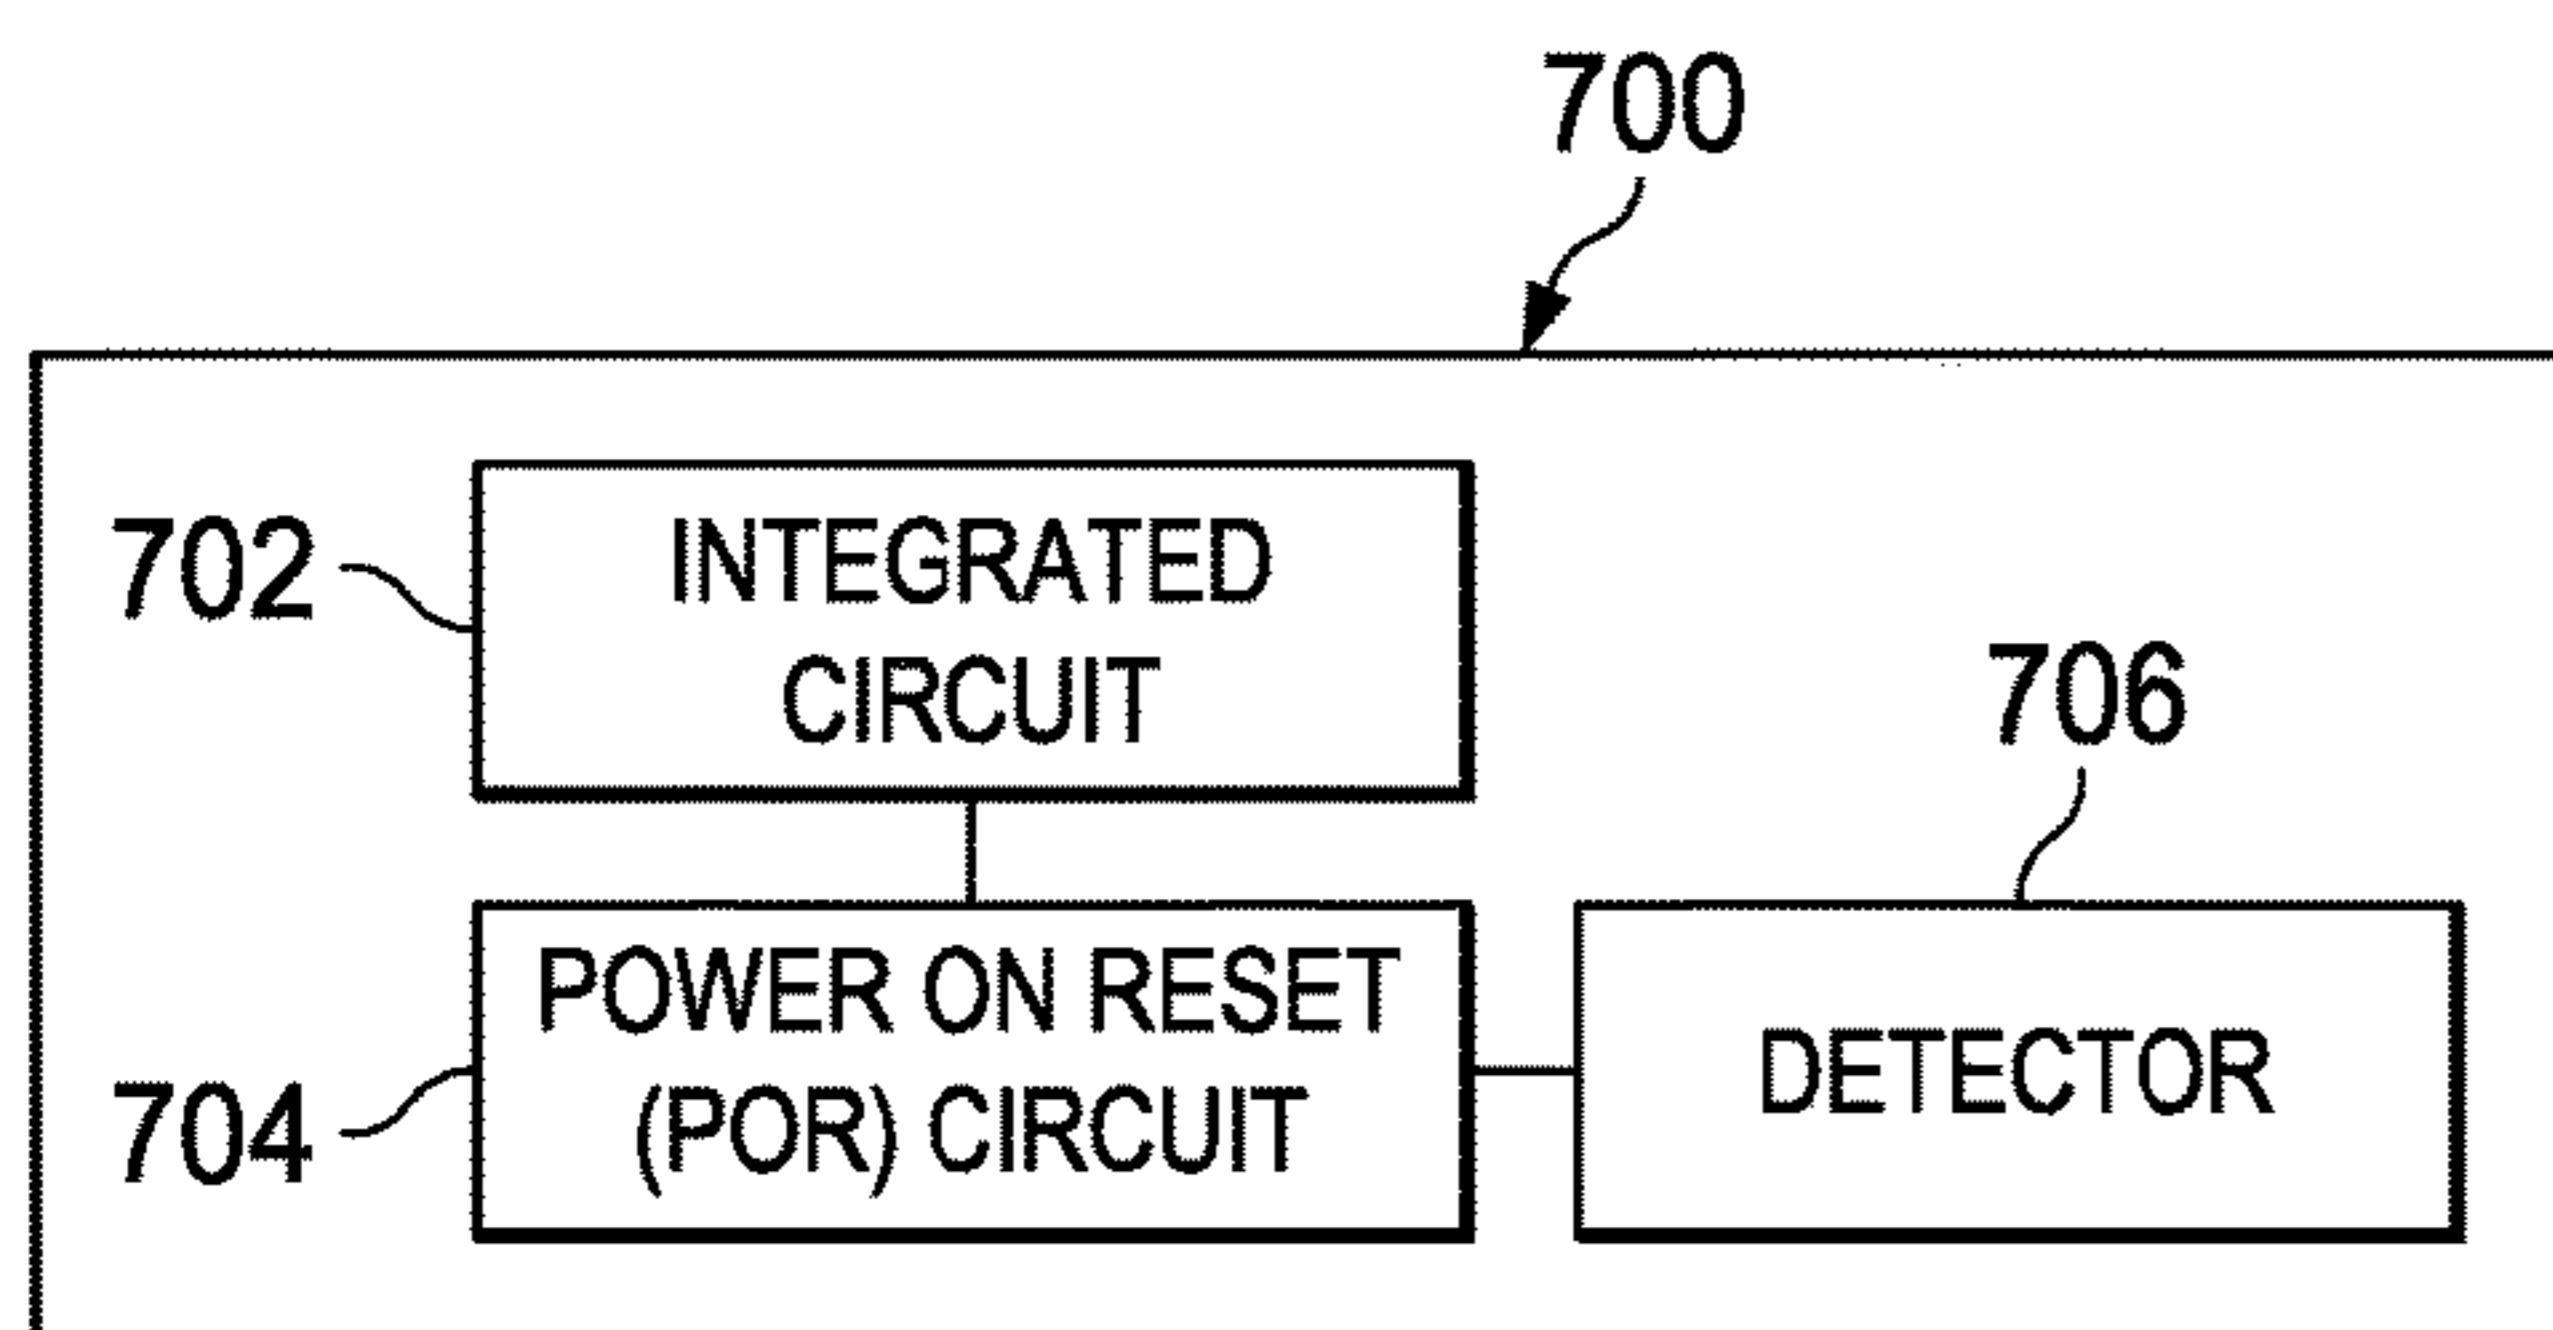 700
702
INTEGRATED
CIRCUIT
706
704
POWER ON RESET
(POR) CIRCUIT
DETECTOR